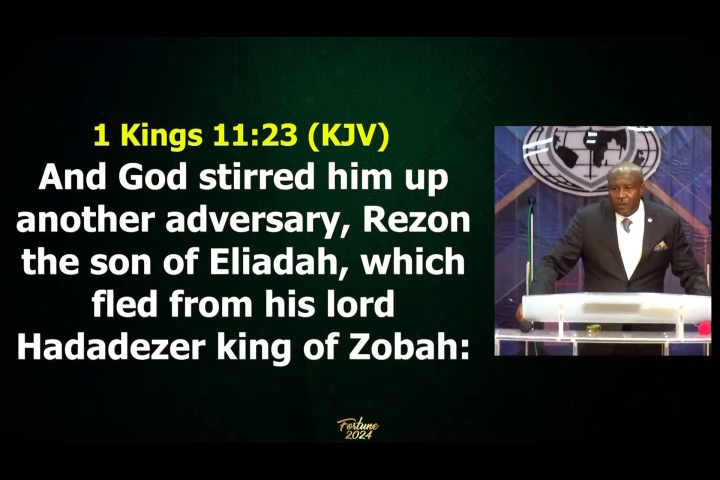 1 Kings 11:23 (KJV)
And God stirred him up
another adversary, Rezon
the son of Eliadah, which
fled from his lord
Hadadezer king of Zobah:
Fortune
2024